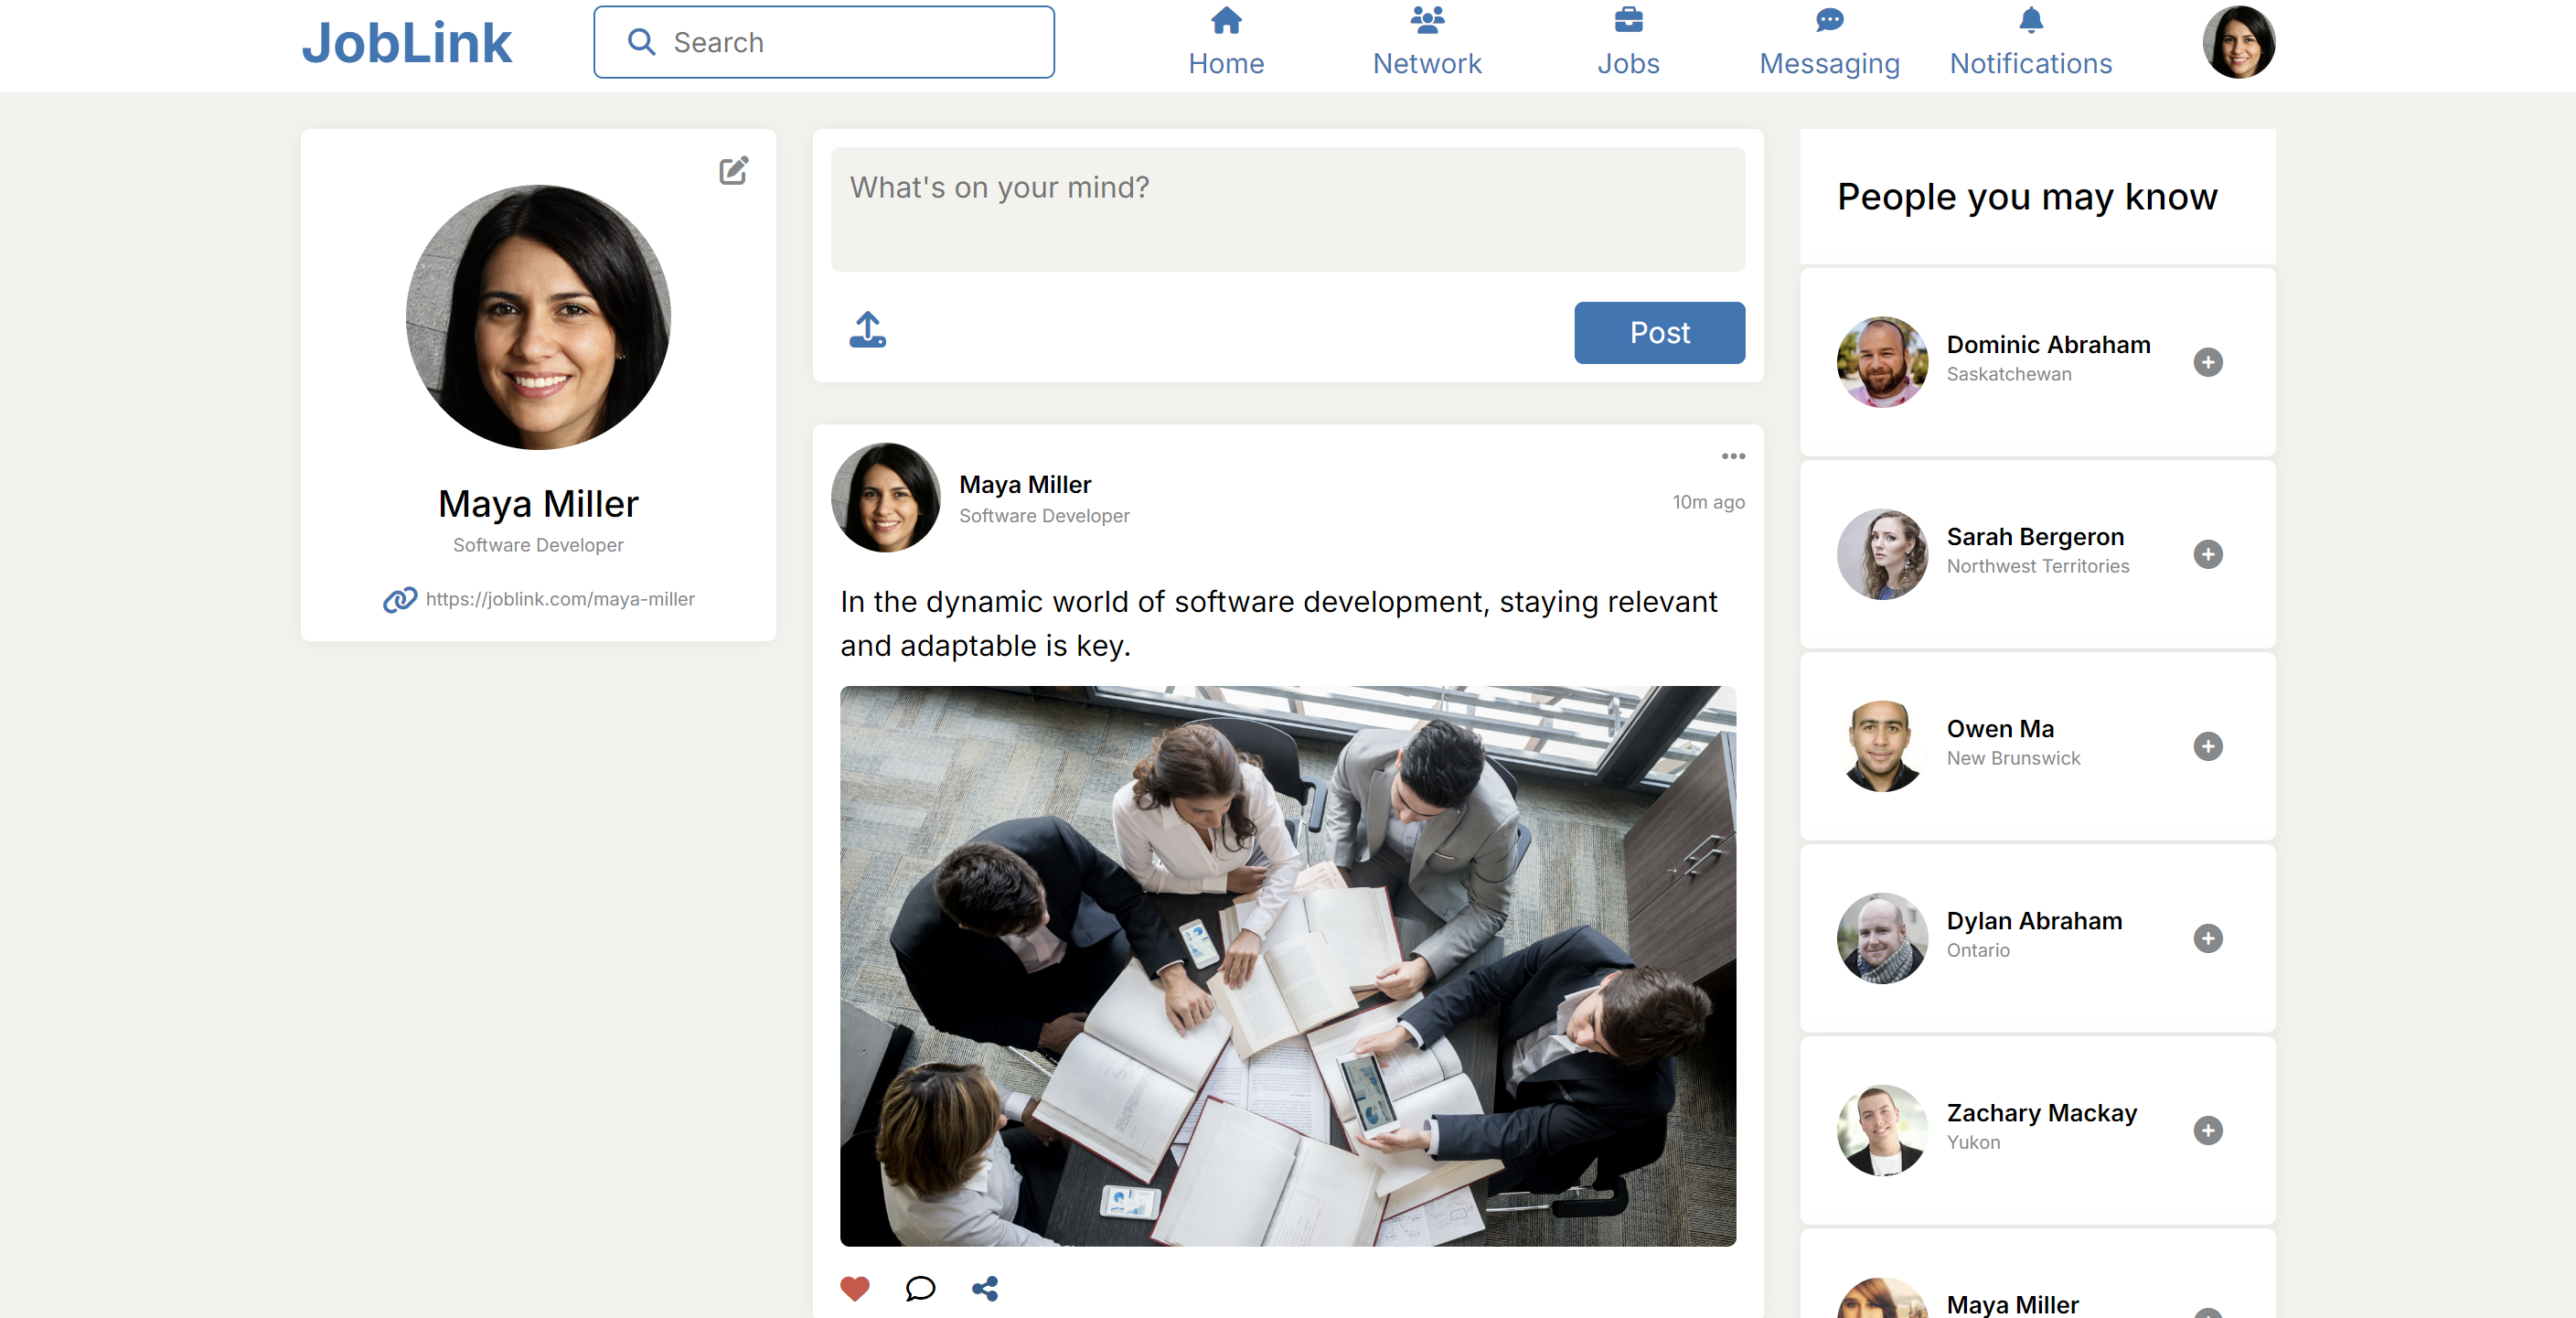 JobLink
Search
Home
Network
Jobs
Messaging
Notifications
Maya Miller
Software Developer
https://joblink.com/maya-miller
What's on your mind?
Post
Maya Miller
Software Developer
10m ago
In the dynamic world of software development, staying relevant
and adaptable is key.
People you may know
Dominic Abraham
Saskatchewan
Sarah Bergeron
Northwest Territories
Owen Ma
New Brunswick
Dylan Abraham
Ontario
Zachary Mackay
Yukon
Maya Miller